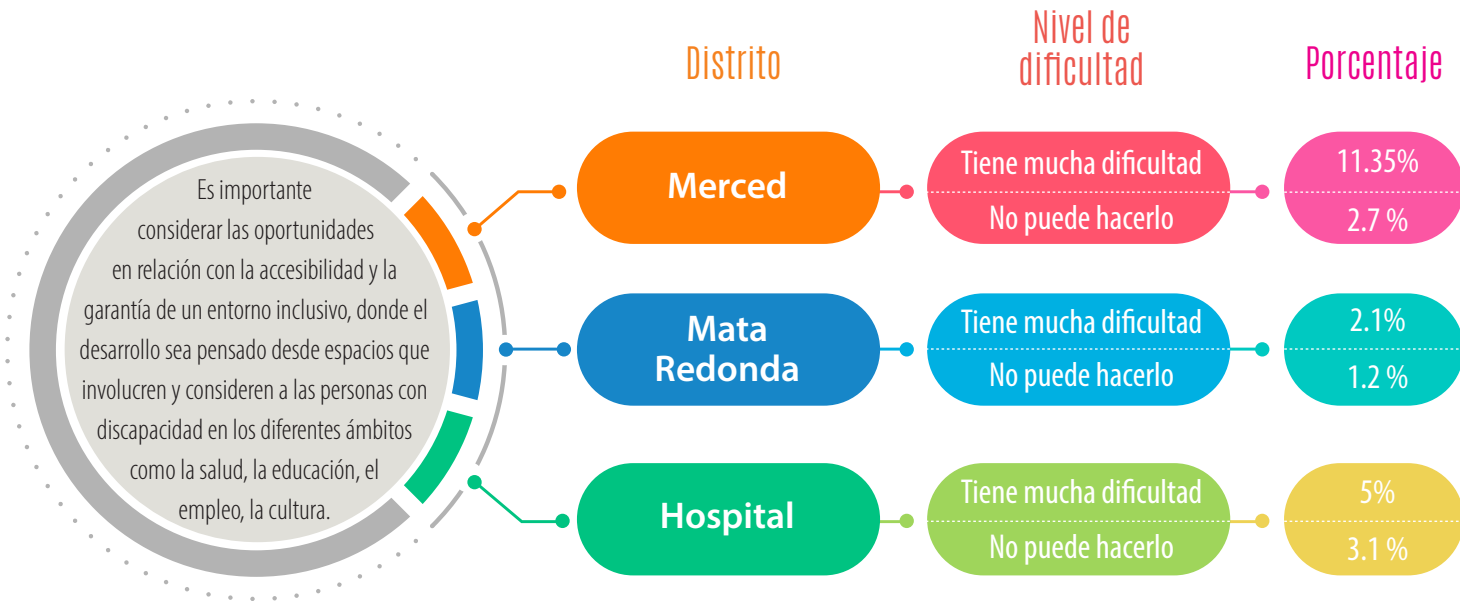 Distrito
Nivel de
dificultad
Porcentaje
Es importante
considerar las oportunidades
en relación con la accesibilidad y la
garantía de un entorno inclusivo, donde el
desarrollo sea pensado desde espacios que
involucren y consideren a las personas con
discapacidad en los diferentes ámbitos
como la salud, la educación, el
empleo, la cultura.
Merced
Tiene mucha dificultad
11.35%
No puede hacerlo
2.7 %
Mata
Redonda
Tiene mucha dificultad
2.1%
No puede hacerlo
1.2 %
Hospital
Tiene mucha dificultad
5%
No puede hacerlo
3.1 %